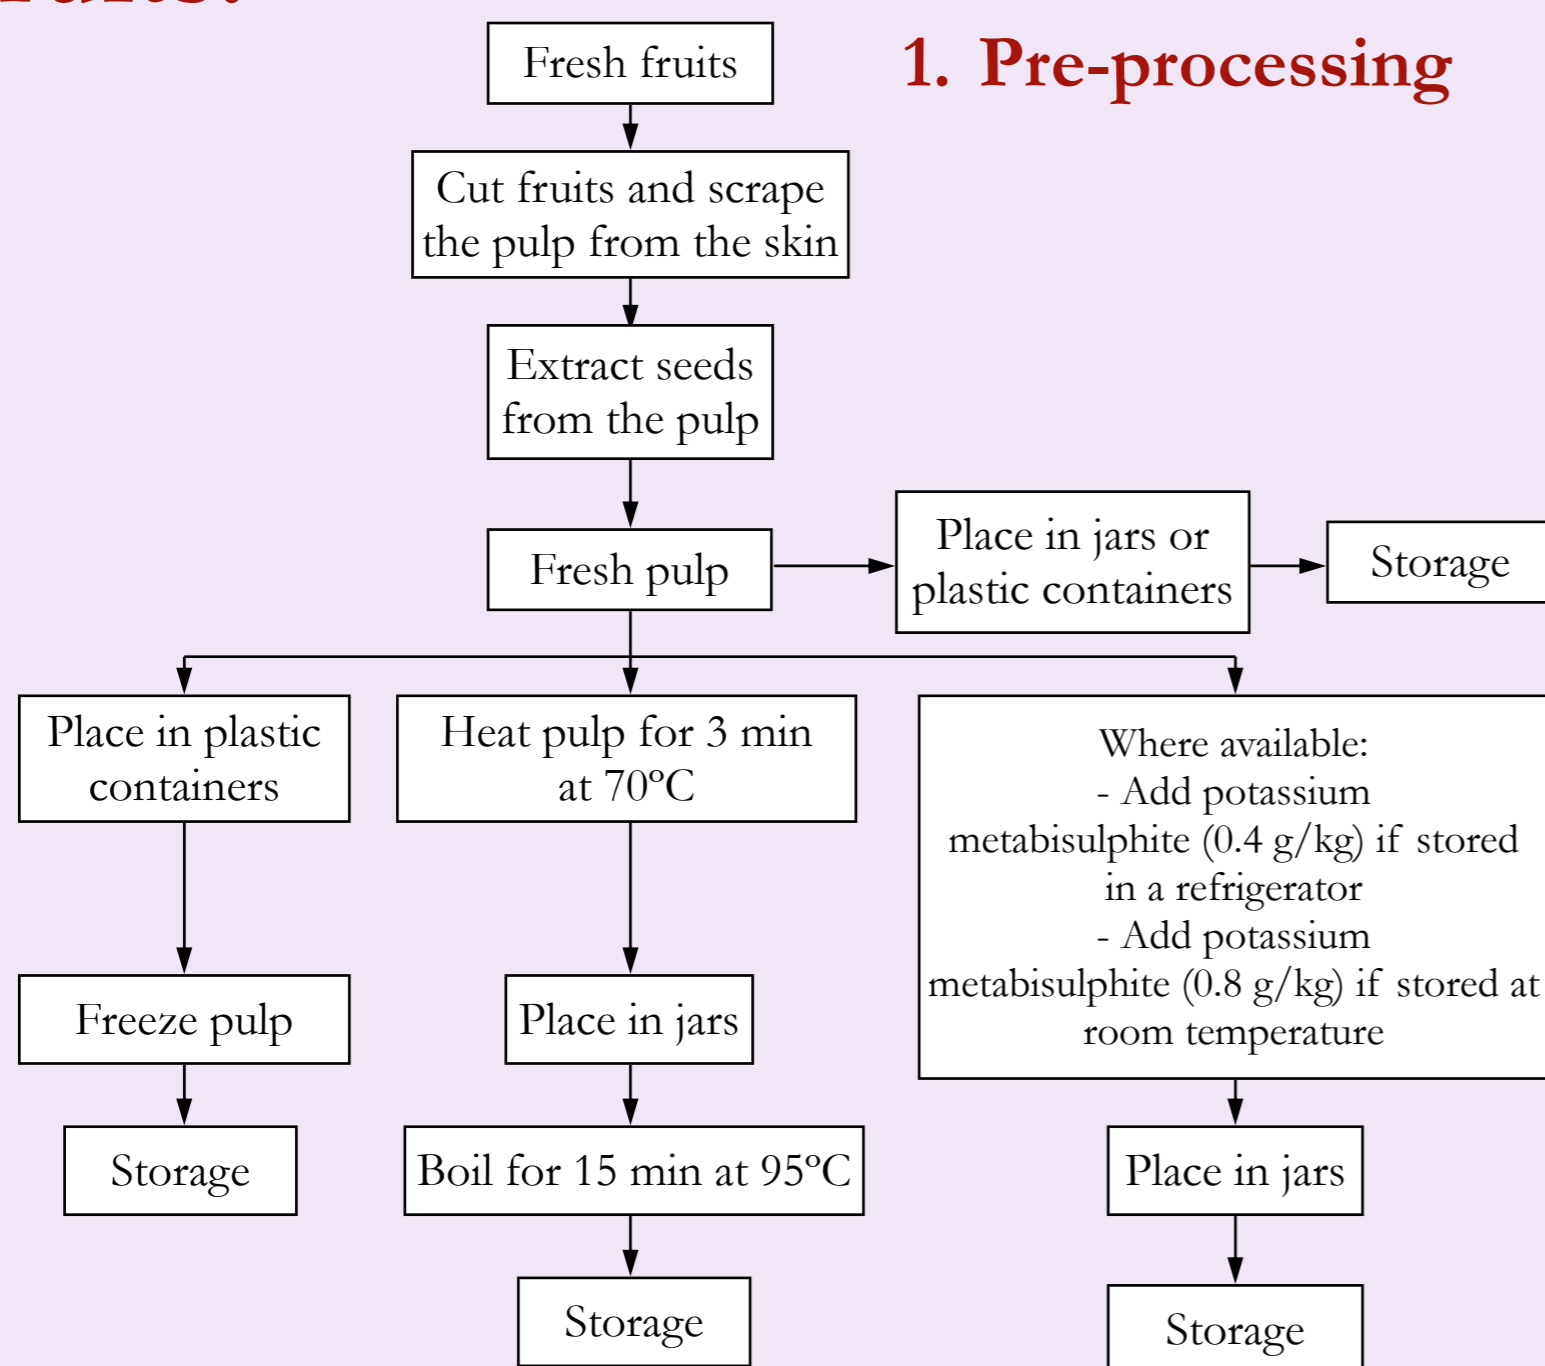 1. Pre-processing
Fresh fruits
Cut fruits and scrape
the pulp from the skin
Extract seeds
from the pulp
Fresh pulp
Place in jars or
plastic containers
Storage
Place in plastic
containers
Freeze pulp
Storage
Heat pulp for 3 min
at 70ºC
Place in jars
Boil for 15 min at 95ºC
Storage
Where available:
- Add potassium
metabisulphite (0.4 g/kg) if stored
in a refrigerator
- Add potassium
metabisulphite (0.8 g/kg) if stored at
room temperature
Place in jars
Storage